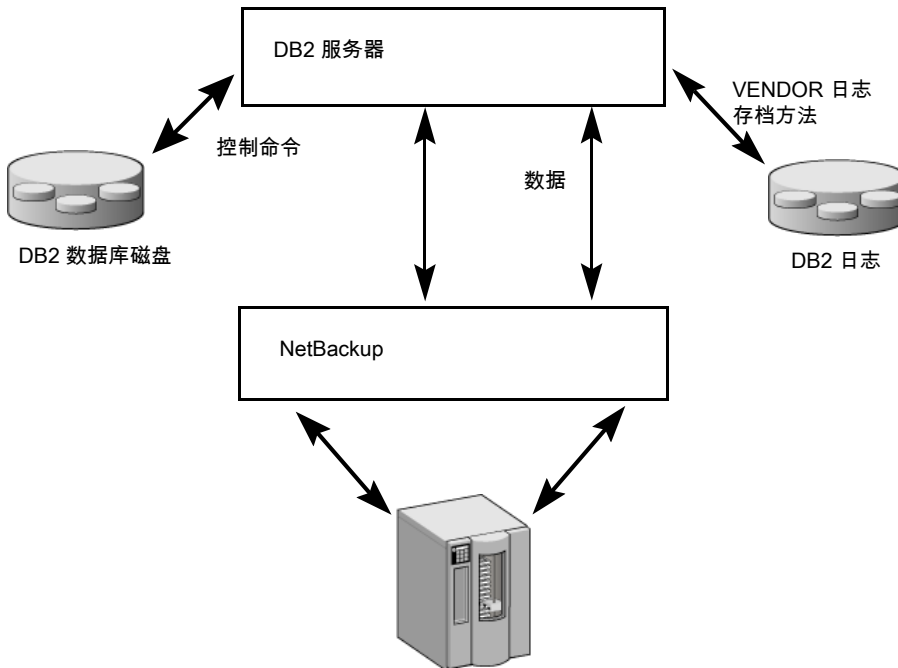 DB2 服务器
VENDOR 日志
存档方法
控制命令
数据
DB2 数据库磁盘
DB2 日志
NetBackup